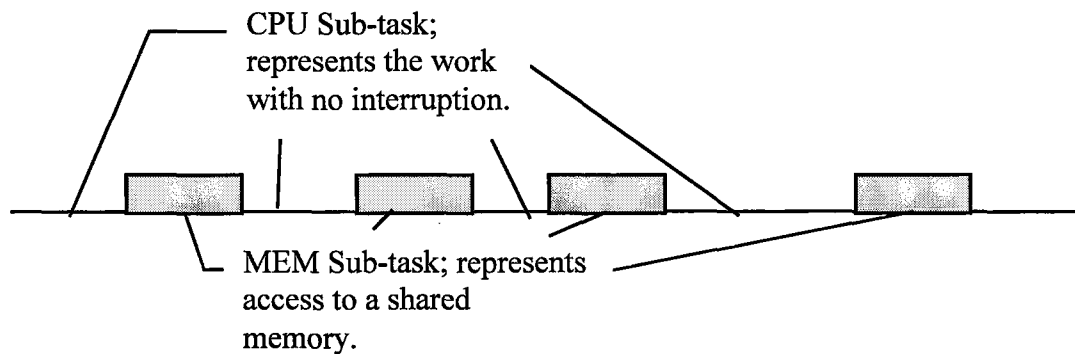 CPU Sub-task;
represents the work
with no interruption.
MEM Sub-task; represents
access to a shared
memory.